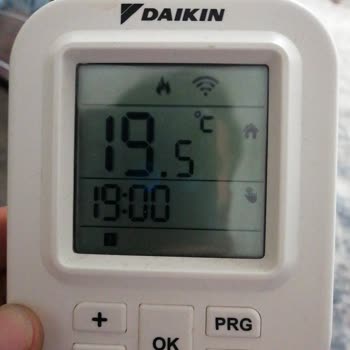 DAIKIN
19.5 °C
19:00
+
PRG
OK